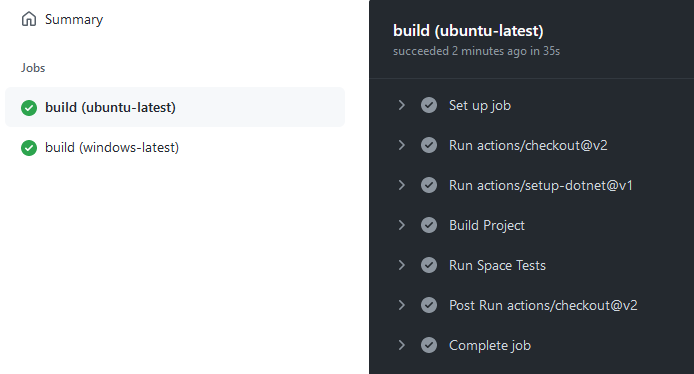 Summary
Jobs
build (ubuntu-latest)
build (windows-latest)
build (ubuntu-latest)
succeeded 2 minutes ago in 35s
Set up job
Run actions/checkout@v2
Run actions/setup-dotnet@v1
Build Project
Run Space Tests
Post Run actions/checkout@v2
Complete job